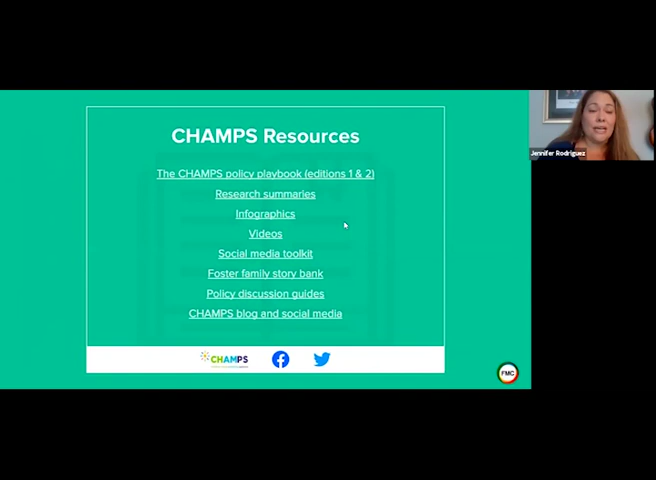 CHAMPS Resources
The CHAMPS policy playbook (editions 1 & 2)
Research summaries
Infographics
Videos
Social media toolkit
Foster family story bank
Policy discussion guides
CHAMPS blog and social media
CHAMPS
FMC
Jennifer Rodriguez